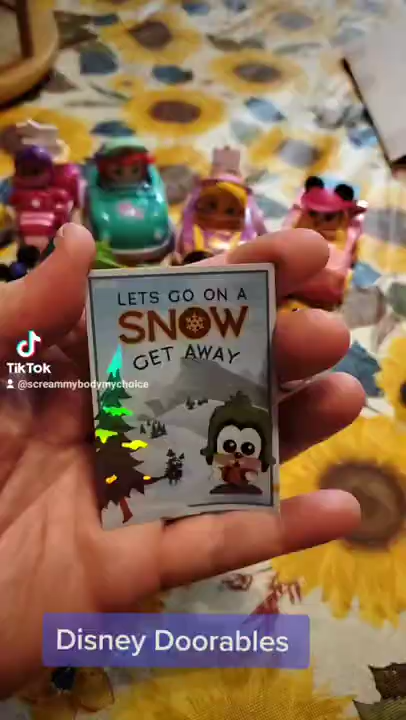 LETS GO ON A
SNOW
GET AWAY
TikTok
@screammybodymychoice
Disney Doorables